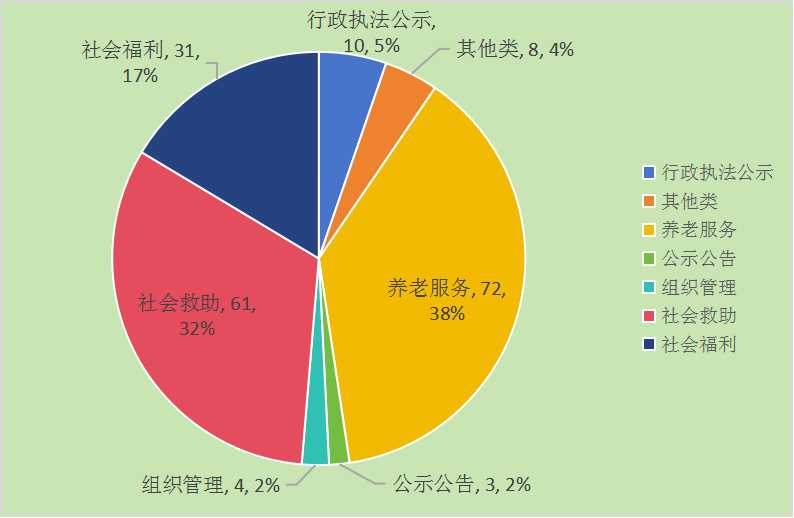 行政执法公示,
10, 5%
其他类, 8, 4%
社会福利, 31,
17%
养老服务, 72,
38%
社会救助, 61,
32%
组织管理, 4, 2%
公示公告, 3, 2%
行政执法公示
其他类
养老服务
公示公告
组织管理
社会救助
社会福利